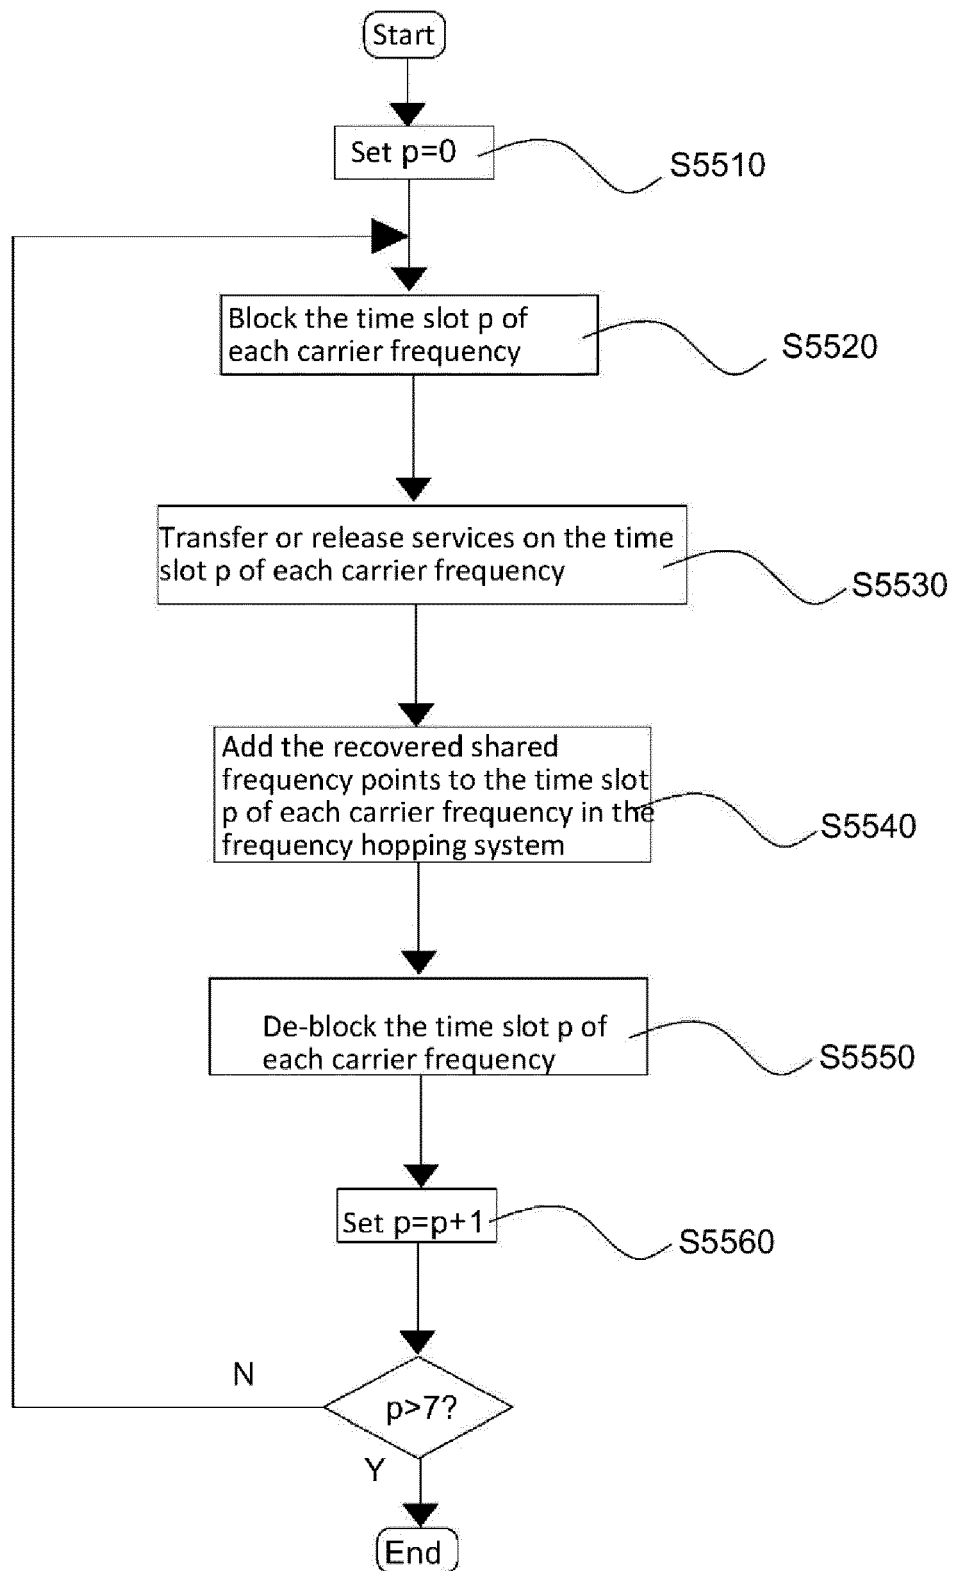 Start
Set p=0
S5510
Block the time slot p of
each carrier frequency
S5520
Transfer or release services on the time
slot p of each carrier frequency
S5530
Add the recovered shared
frequency points to the time slot
p of each carrier frequency in the
frequency hopping system
S5540
De-block the time slot p of
each carrier frequency
S5550
Set p=p+1
S5560
N
p>7?
Y
End